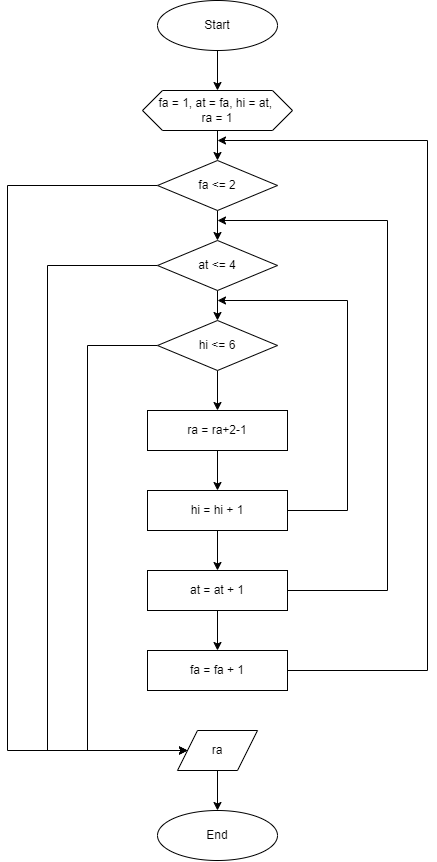 Start
fa = 1, at = fa, hi = at,
ra = 1
fa <= 2
at <= 4
hi <= 6
ra = ra+2-1
hi = hi + 1
at = at + 1
fa = fa + 1
ra
End